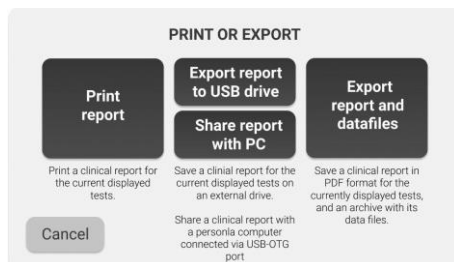 PRINT OR EXPORT
Print
report
Print a clinical report for
the current displayed
tests.
Export report
to USB drive
Share report
with PC
Save a clinial report for the
current displayed tests on
an external drive.
Share a clinical report with
a personla computer
connected via USB-OTG
port
Export
report and
datafiles
Save a clinical report in
PDF format for the
currently displayed tests,
and an archive with its
data files.
Cancel